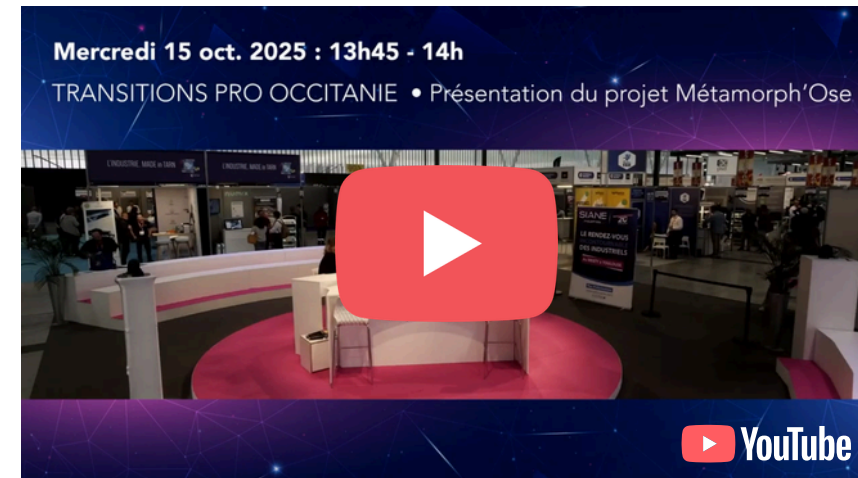 Mercredi 15 oct. 2025 : 13h45 - 14h
TRANSITIONS PRO OCCITANIE • Présentation du projet Métamorph'Ose
L'INDUSTRIE, MADE IN TARN
L'INDUSTRIE, MADE IN TARN
SIANE
LE RENDEZ-VOUS
DES INDUSTRIELS
YouTube